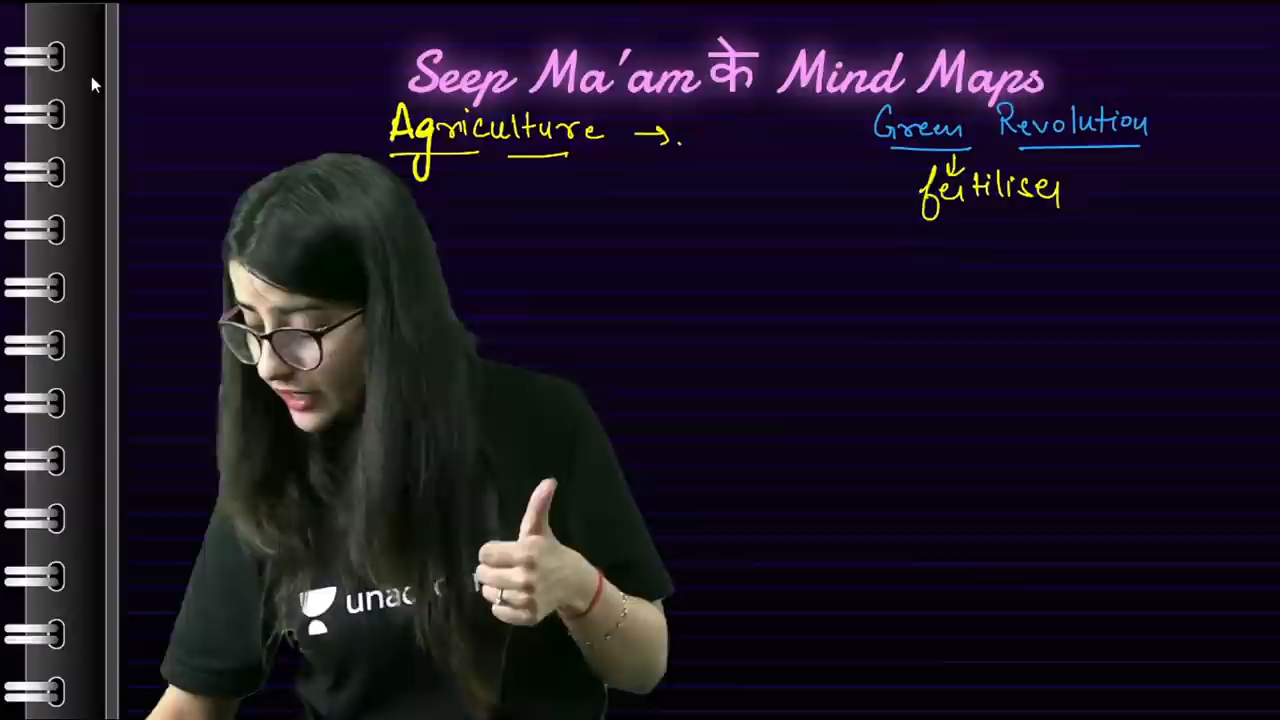 Seep Ma'am के Mind Maps
Agriculture →.
Green Revolution
↓
fertiliser